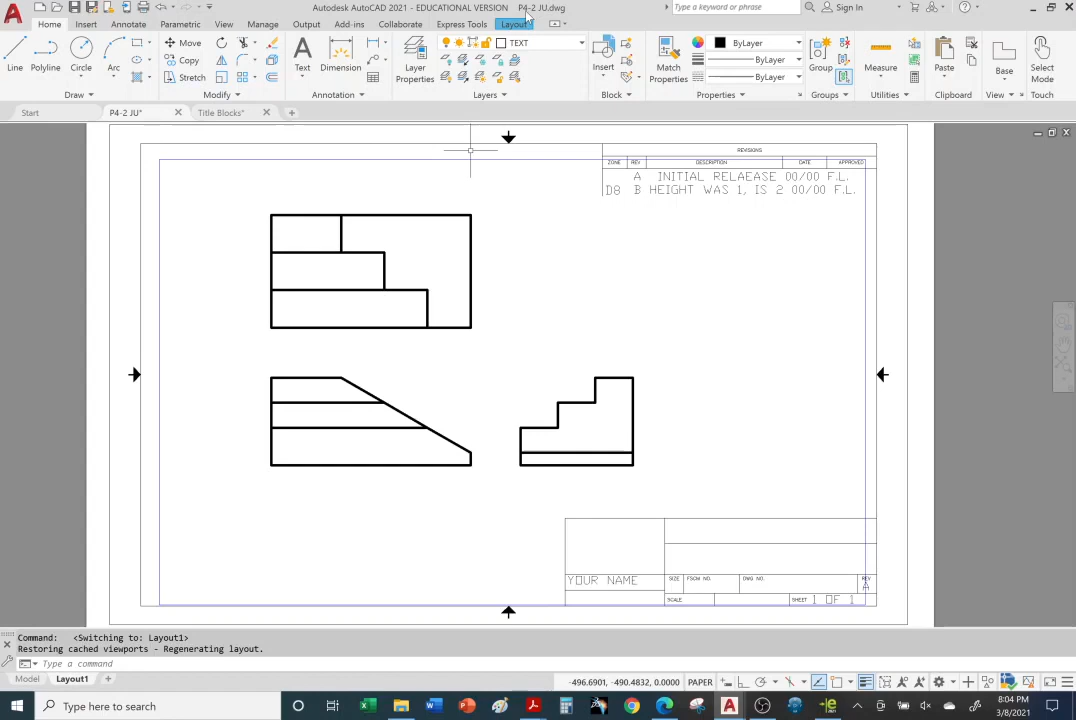 Autodesk AutoCAD 2021 - EDUCATIONAL VERSION P4-2 JU.dwg
Type a keyword or phrase
Sign In
Home Insert Annotate Parametric View Manage Output Add-ins Collaborate Express Tools Layout
Line Polyline Circle Arc
Move
Copy
Stretch
Text Dimension
Layer Properties
TEXT
Insert
Match Properties
ByLayer
ByLayer
ByLayer
Group
Measure
Paste
Base
Select Mode
Draw Modify Annotation Layers Block Properties Groups Utilities Clipboard View Touch
Start P4-2 JU* Title Blocks*
REVISIONS
ZONE REV DESCRIPTION DATE APPROVED
A INITIAL RELAEASE 00/00 F.L.
D8 B HEIGHT WAS 1, IS 2 00/00 F.L.
YOUR NAME
SIZE FSCM NO. DWG NO. REV
A
SCALE SHEET 1 OF 1
Command: <Switching to: Layout1>
Restoring cached viewports - Regenerating layout.
Type a command
Model Layout1
-496.6901, -490.4832, 0.0000 PAPER
Type here to search
8:04 PM
3/8/2021